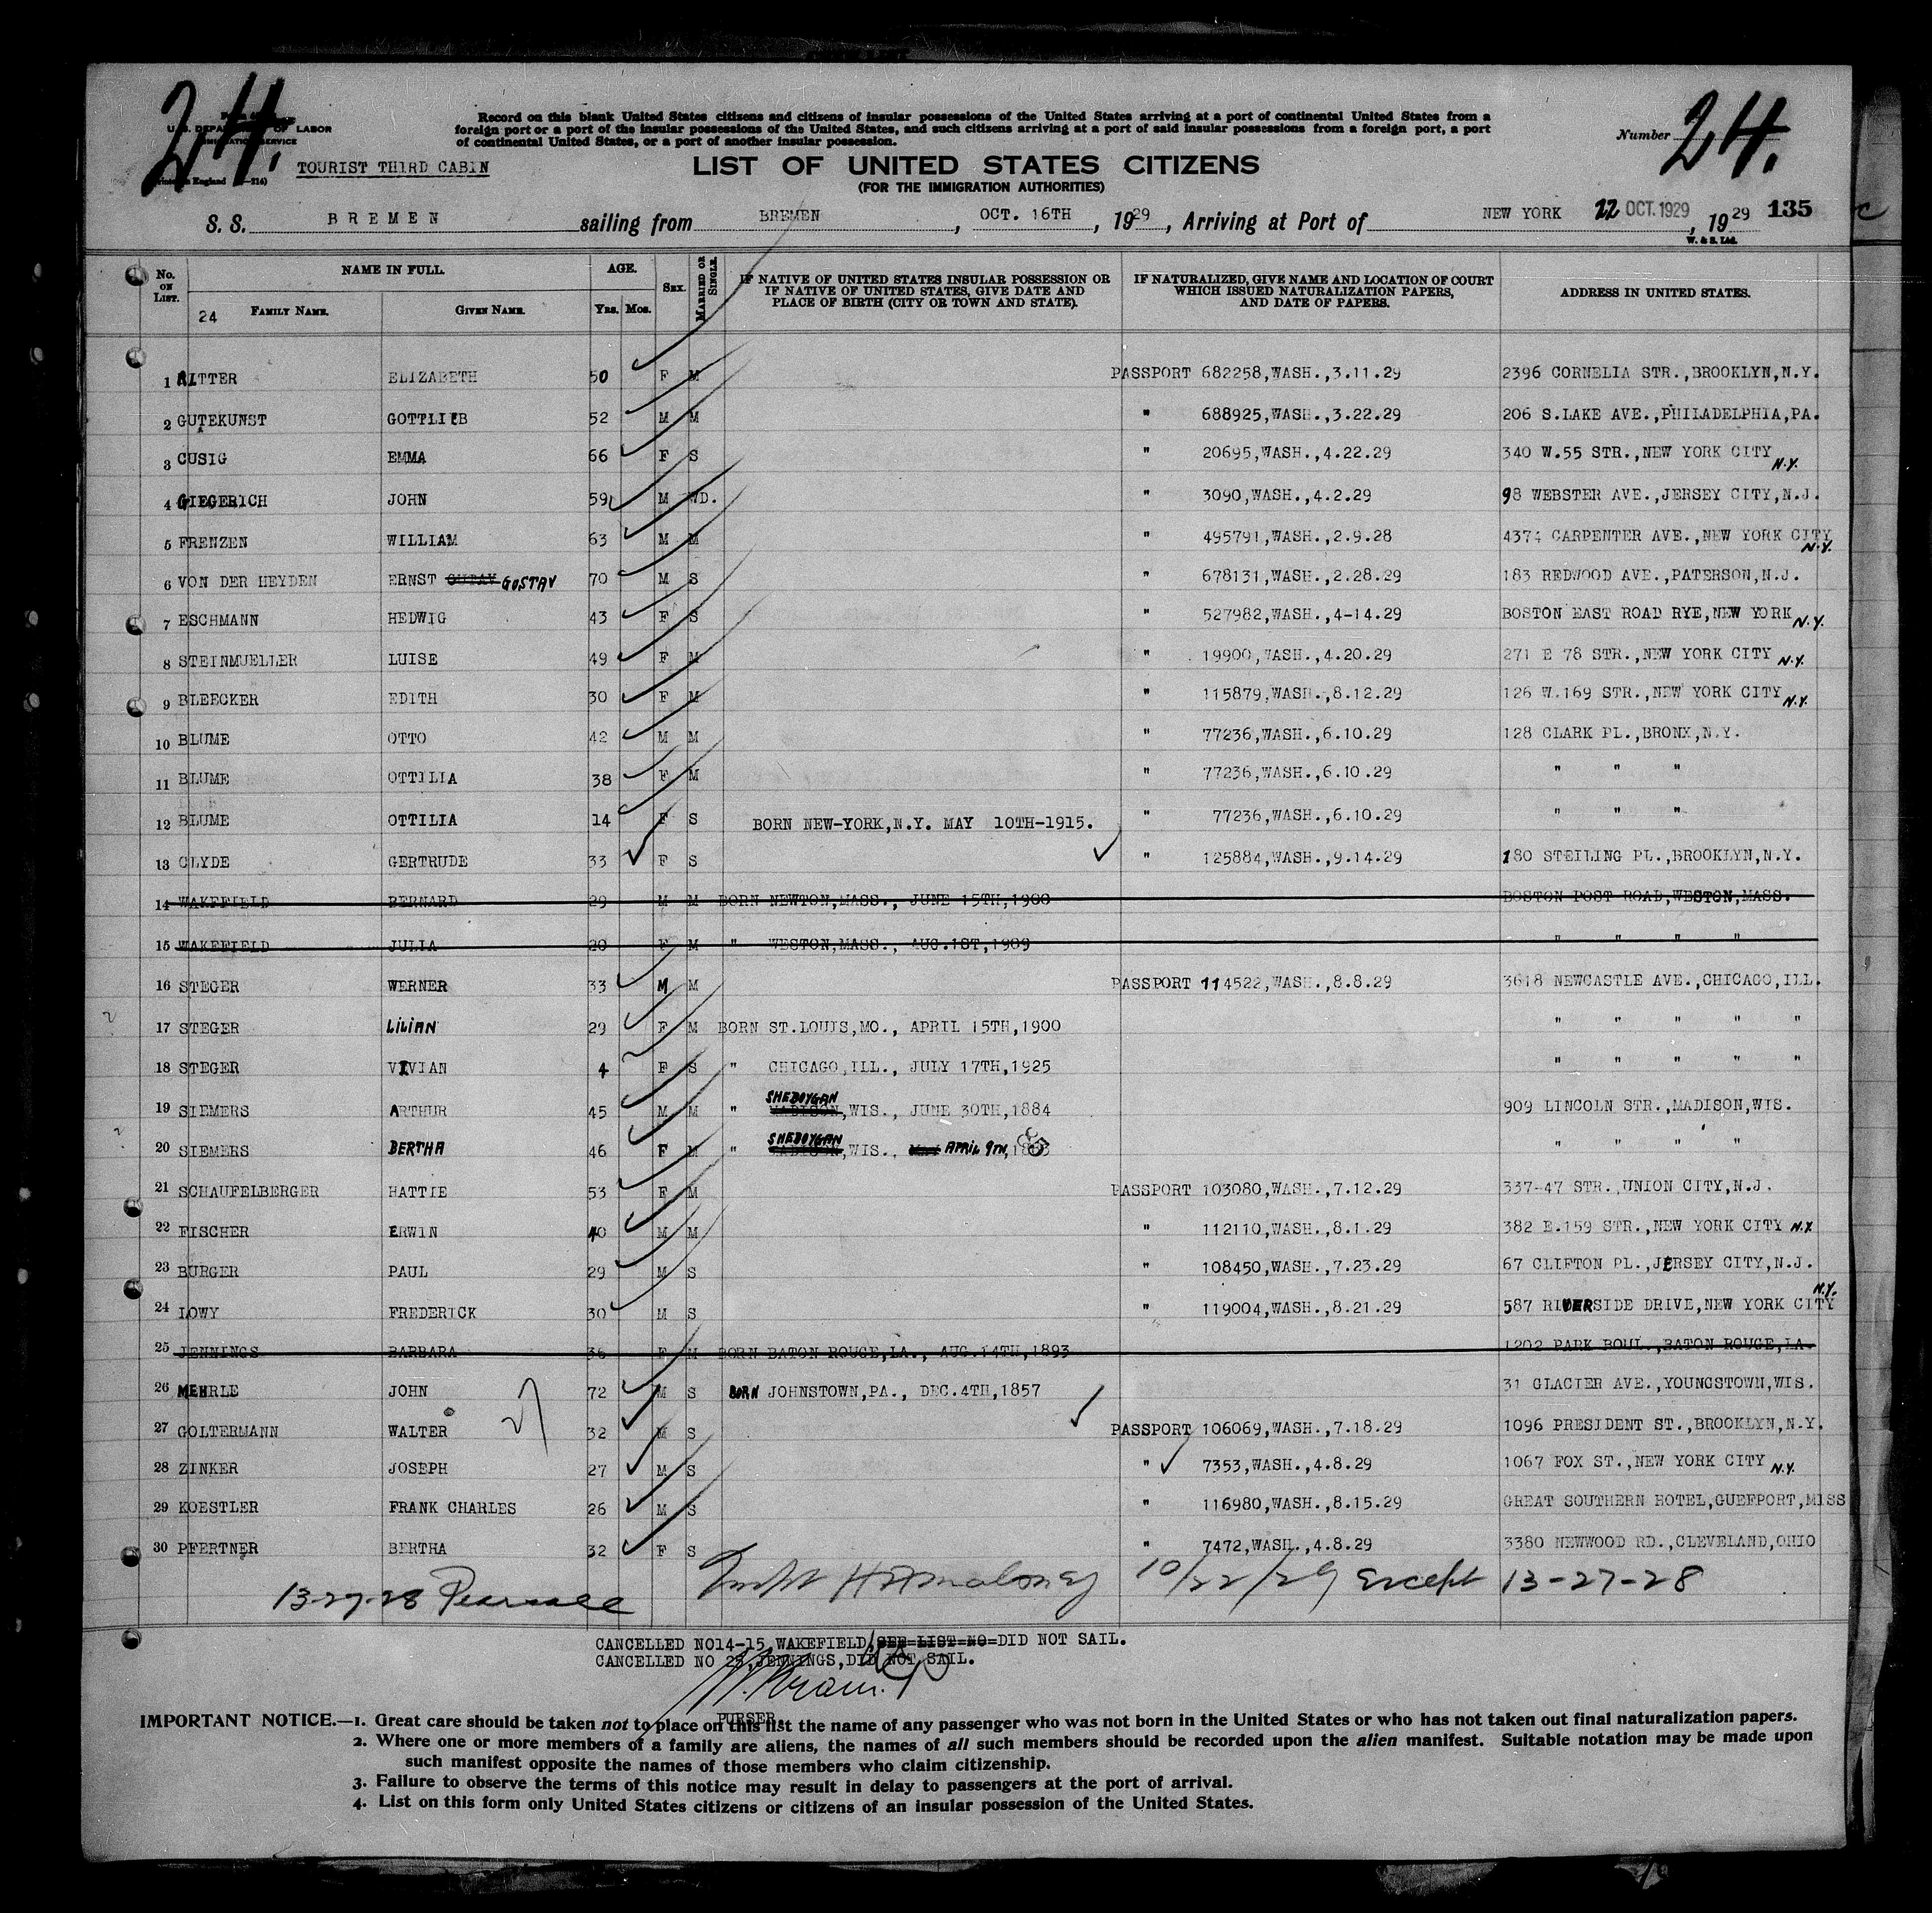 24.
U.S. DEPARTMENT OF LABOR
IMMIGRATION SERVICE
TOURIST THIRD CABIN
Record on this blank United States citizens and citizens of insular possessions of the United States arriving at a port of continental United States from a
foreign port or a port of the insular possessions of the United States, and such citizens arriving at a port of said insular possessions from a foreign port, a port
of continental United States, or a port of another insular possession.
LIST OF UNITED STATES CITIZENS
(FOR THE IMMIGRATION AUTHORITIES)
Number 24.
S. S. BREMEN sailing from BREMEN, OCT. 16TH, 1929, Arriving at Port of NEW YORK 22 OCT. 1929, 1929 135
W. & S. Ltd.
No. ON LIST. NAME IN FULL. AGE. SEX. MARRIED OR SINGLE. IF NATIVE OF UNITED STATES INSULAR POSSESSION OR IF NATIVE OF UNITED STATES, GIVE DATE AND PLACE OF BIRTH (CITY OR TOWN AND STATE). IF NATURALIZED, GIVE NAME AND LOCATION OF COURT WHICH ISSUED NATURALIZATION PAPERS, AND DATE OF PAPERS. ADDRESS IN UNITED STATES.
24 FAMILY NAME. GIVEN NAME. YRS. MOS.
1 RITTER ELIZABETH 50 F M PASSPORT 682258,WASH.,3.11.29 2396 CORNELIA STR.,BROOKLYN,N.Y.
2 GUTEKUNST GOTTLIEB 52 M M " 688925,WASH.,3.22.29 206 S.LAKE AVE.,PHILADELPHIA,PA.
3 CUSIG EMMA 66 F S " 20695,WASH.,4.22.29 340 W.55 STR.,NEW YORK CITY N.Y.
4 GIEGERICH JOHN 59 M WD. " 3090,WASH.,4.2.29 98 WEBSTER AVE.,JERSEY CITY,N.J.
5 FRENZEN WILLIAM 63 M M " 495791,WASH.,2.9.28 4374 CARPENTER AVE.,NEW YORK CITY N.Y.
6 VON DER HEYDEN ERNST GUSTAV 70 M S " 678131,WASH.,2.28.29 183 REDWOOD AVE.,PATERSON,N.J.
7 ESCHMANN HEDWIG 43 F S " 527982,WASH.,4-14.29 BOSTON EAST ROAD RYE,NEW YORK N.Y.
8 STEINMUELLER LUISE 49 F M " 19900,WASH.,4.20.29 271 E 78 STR.,NEW YORK CITY N.Y.
9 BLEECKER EDITH 30 F M " 115879,WASH.,8.12.29 126 W.169 STR.,NEW YORK CITY N.Y.
10 BLUME OTTO 42 M M " 77236,WASH.,6.10.29 128 CLARK PL.,BRONX,N.Y.
11 BLUME OTTILIA 38 F M " 77236,WASH.,6.10.29 " " "
12 BLUME OTTILIA 14 F S BORN NEW-YORK,N.Y. MAY 10TH-1915. " 77236,WASH.,6.10.29 " " "
13 CLYDE GERTRUDE 33 F S " 125884,WASH.,9.14.29 180 STEILING PL.,BROOKLYN,N.Y.
14 WAKEFIELD BERNARD 29 M M BORN NEWTON,MASS., JUNE 15TH,1900 BOSTON POST ROAD,WESTON,MASS.
15 WAKEFIELD JULIA 20 F M " WESTON,MASS., AUG.1ST,1909 " " " "
16 STEGER WERNER 33 M M PASSPORT 114522,WASH.,8.8.29 3618 NEWCASTLE AVE.,CHICAGO,ILL.
17 STEGER LILIAN 29 F M BORN ST.LOUIS,MO., APRIL 15TH,1900 " " " " "
18 STEGER VIVIAN 4 F S " CHICAGO,ILL., JULY 17TH,1925 " " " " "
19 SIEMERS ARTHUR 45 M M " MADISON SHEBOYGAN,WIS., JUNE 30TH,1884 909 LINCOLN STR.,MADISON,WIS.
20 SIEMERS BERTHA 46 F M " MADISON SHEBOYGAN,WIS., APRIL 9TH,1883 " " " "
21 SCHAUFELBERGER HATTIE 53 F M PASSPORT 103080,WASH.,7.12.29 337-47 STR.,UNION CITY,N.J.
22 FISCHER ERWIN 40 M M " 112110,WASH.,8.1.29 382 E.159 STR.,NEW YORK CITY N.Y.
23 BURGER PAUL 29 M S " 108450,WASH.,7.23.29 67 CLIFTON PL.,JERSEY CITY,N.J.
24 LOWY FREDERICK 30 M S " 119004,WASH.,8.21.29 587 RIVERSIDE DRIVE,NEW YORK CITY N.Y.
25 JENNINGS BARBARA 36 F M BORN BATON ROUGE,LA., AUG.14TH,1893 1202 PARK BOUL.,BATON ROUGE,LA.
26 MEHRLE JOHN 72 M S BORN JOHNSTOWN,PA., DEC.4TH,1857 31 GLACIER AVE.,YOUNGSTOWN,WIS.
27 GOLTERMANN WALTER 32 M S PASSPORT 106069,WASH.,7.18.29 1096 PRESIDENT ST.,BROOKLYN,N.Y.
28 ZINKER JOSEPH 27 M S " 7353,WASH.,4.8.29 1067 FOX ST.,NEW YORK CITY N.Y.
29 KOESTLER FRANK CHARLES 26 M S " 116980,WASH.,8.15.29 GREAT SOUTHERN HOTEL,GUEFPORT,MISS
30 PFERTNER BERTHA 32 F S " 7472,WASH.,4.8.29 3380 NEWWOOD RD.,CLEVELAND,OHIO
13-27-28 Pearsall Maloney 10/22/29 Except 13-27-28
CANCELLED NO14-15 WAKEFIELD, SEE LIST NO DID NOT SAIL.
CANCELLED NO 25,JENNINGS,DID NOT SAIL.
PURSER.
IMPORTANT NOTICE.—1. Great care should be taken not to place on this list the name of any passenger who was not born in the United States or who has not taken out final naturalization papers.
2. Where one or more members of a family are aliens, the names of all such members should be recorded upon the alien manifest. Suitable notation may be made upon
such manifest opposite the names of those members who claim citizenship.
3. Failure to observe the terms of this notice may result in delay to passengers at the port of arrival.
4. List on this form only United States citizens or citizens of an insular possession of the United States.